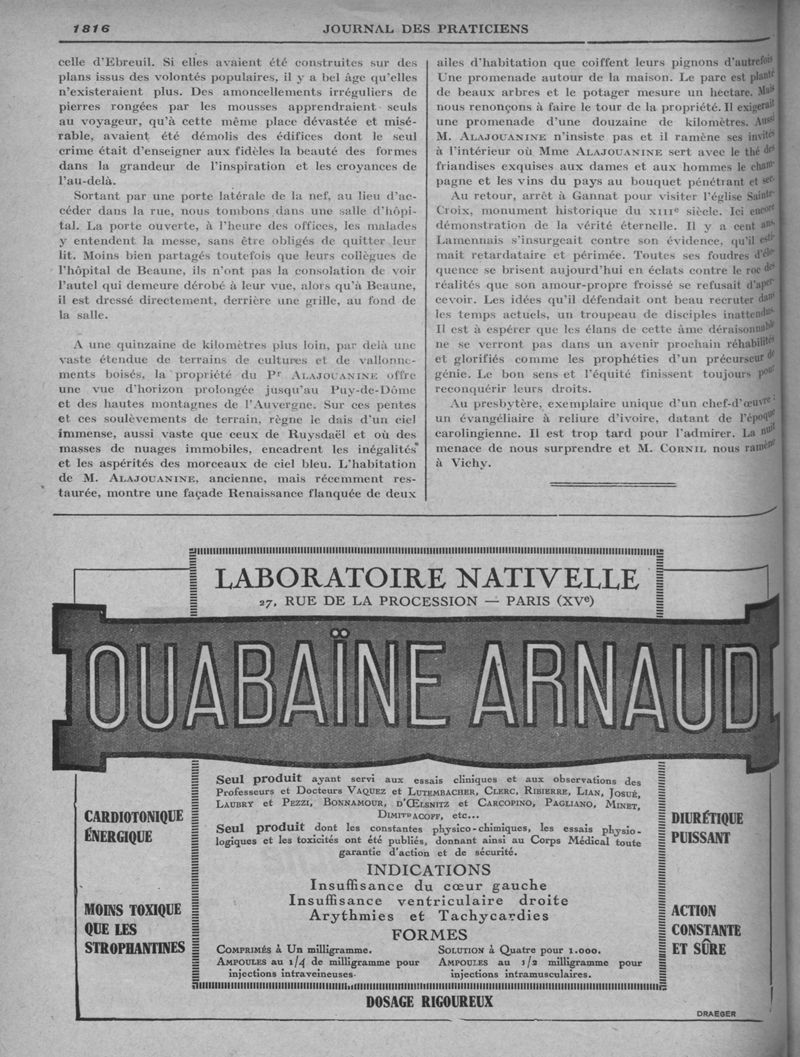 1816
JOURNAL DES PRATICIENS
celle d'Ebreuil. Si elles avaient été construites sur des
plans issus des volontés populaires, il y a bel âge qu'elles
n'existeraient plus. Des amoncellements irréguliers de
pierres rongées par les mousses apprendraient seuls
au voyageur, qu'à cette même place dévastée et misé-
rable, avaient été démolis des édifices dont le seul
crime était d'enseigner aux fidèles la beauté des formes
dans la grandeur de l'inspiration et les croyances de
l'au-delà.
Sortant par une porte latérale de la nef, au lieu d'ac-
céder dans la rue, nous tombons dans une salle d'hôpi-
tal. La porte ouverte, à l'heure des offices, les malades
y entendent la messe, sans être obligés de quitter leur
lit. Moins bien partagés toutefois que leurs collègues de
l'hôpital de Beaune, ils n'ont pas la consolation de voir
l'autel qui demeure dérobé à leur vue, alors qu'à Beaune,
il est dressé directement, derrière une grille, au fond de
la salle.
A une quinzaine de kilomètres plus loin, par delà une
vaste étendue de terrains de cultures et de vallonne-
ments boisés, la propriété du Pr ALAJOUANINE offre
une vue d'horizon prolongée jusqu'au Puy-de-Dôme
et des hautes montagnes de l'Auvergne. Sur ces pentes
et ces soulèvements de terrain, règne le dais d'un ciel
immense, aussi vaste que ceux de Ruysdaël et où des
masses de nuages immobiles, encadrent les inégalités
et les aspérités des morceaux de ciel bleu. L'habitation
de M. ALAJOUANINE, ancienne, mais récemment res-
taurée, montre une façade Renaissance flanquée de deux
ailes d'habitation que coiffent leurs pignons d'autrefois
Une promenade autour de la maison. Le parc est planté
de beaux arbres et le potager mesure un hectare. Mais
nous renonçons à faire le tour de la propriété. Il exigerait
une promenade d'une douzaine de kilomètres. Aussi
M. ALAJOUANINE n'insiste pas et il ramène ses invités
à l'intérieur où Mme ALAJOUANINE sert avec le thé des
friandises exquises aux dames et aux hommes le cham-
pagne et les vins du pays au bouquet pénétrant et sec.
Au retour, arrêt à Gannat pour visiter l'église Sainte-
Croix, monument historique du XIIIe siècle. Ici encore
démonstration de la vérité éternelle. Il y a cent ans,
Lamennais s'insurgeait contre son évidence, qu'il esti-
mait retardataire et périmée. Toutes ses foudres d'élo-
quence se brisent aujourd'hui en éclats contre le roc des
réalités que son amour-propre froissé se refusait d'aper-
cevoir. Les idées qu'il défendait ont beau recruter dans
les temps actuels, un troupeau de disciples inattendus.
Il est à espérer que les élans de cette âme déraisonnable
ne se verront pas dans un avenir prochain réhabilités
et glorifiés comme les prophéties d'un précurseur de
génie. Le bon sens et l'équité finissent toujours pour
reconquérir leurs droits.
Au presbytère, exemplaire unique d'un chef-d'œuvre :
un évangéliaire à reliure d'ivoire, datant de l'époque
carolingienne. Il est trop tard pour l'admirer. La nuit
menace de nous surprendre et M. CORNIL nous ramène
à Vichy.
LABORATOIRE NATIVELLE
27, RUE DE LA PROCESSION — PARIS (XVe)
OUABAÏNE ARNAUD
CARDIOTONIQUE
ÉNERGIQUE
MOINS TOXIQUE
QUE LES
STROPHANTINES
Seul produit ayant servi aux essais cliniques et aux observations des
Professeurs et Docteurs VAQUEZ et LUTEMBACHER, CLERC, RIBIERRE, LIAN, JOSUÉ,
LAUBRY et PEZZI, BONNAMOUR, D'ŒLSNITZ et CARCOPINO, PAGLIANO, MINET,
DIMITRACOFF, etc...
Seul produit dont les constantes physico-chimiques, les essais physio-
logiques et les toxicités ont été publiés, donnant ainsi au Corps Médical toute
garantie d'action et de sécurité.
INDICATIONS
Insuffisance du cœur gauche
Insuffisance ventriculaire droite
Arythmies et Tachycardies
FORMES
COMPRIMÉS à Un milligramme.
AMPOULES au 1/4 de milligramme pour
injections intraveineuses.
SOLUTION à Quatre pour 1.000.
AMPOULES au 1/2 milligramme pour
injections intramusculaires.
DIURÉTIQUE
PUISSANT
ACTION
CONSTANTE
ET SÛRE
DOSAGE RIGOUREUX
DRAEGER